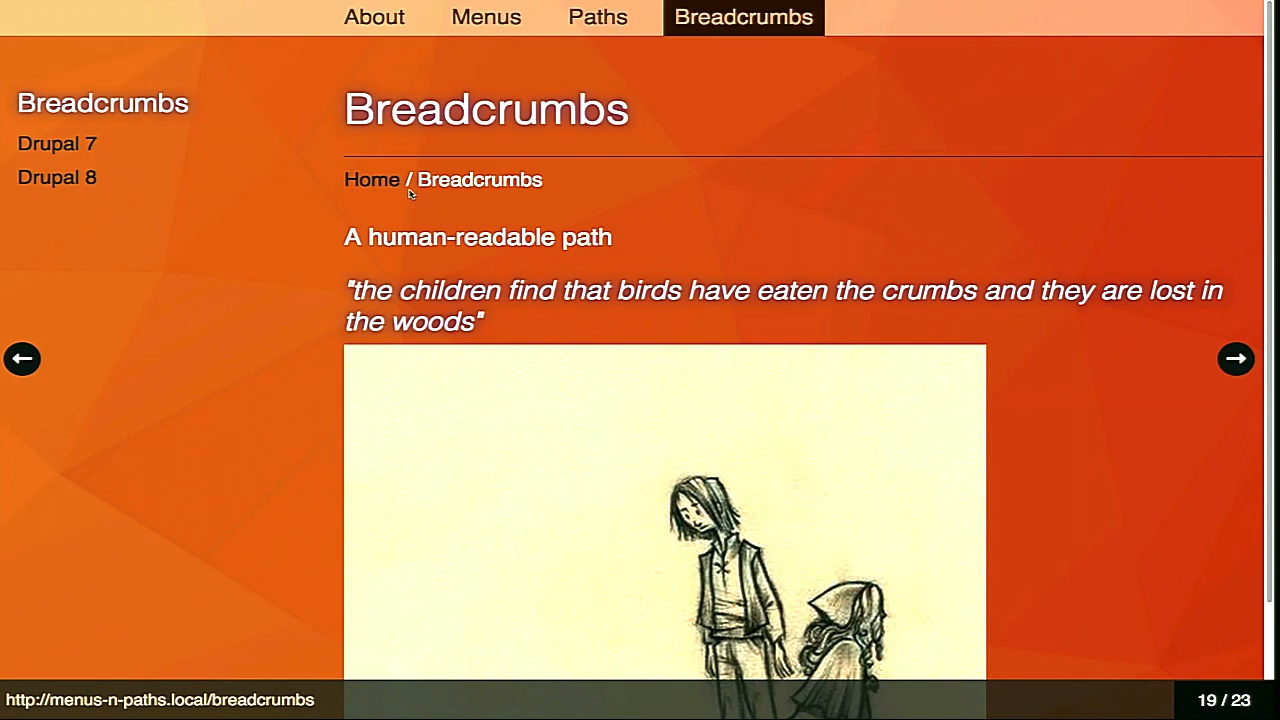 About Menus Paths Breadcrumbs
Breadcrumbs
Drupal 7
Drupal 8
Breadcrumbs
Home / Breadcrumbs
A human-readable path
"the children find that birds have eaten the crumbs and they are lost in
the woods"
http://menus-n-paths.local/breadcrumbs
19 / 23